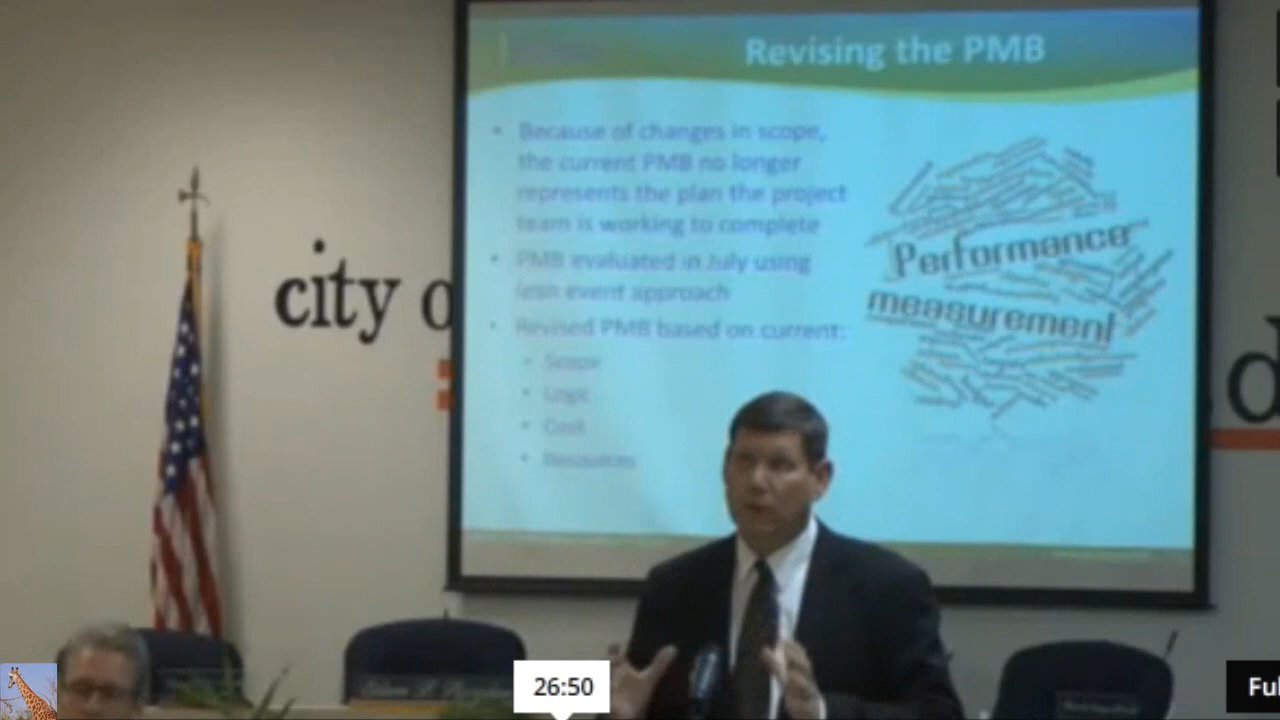 Revising the PMB
• Because of changes in scope,
the current PMB no longer
represents the plan the project
team is working to complete
• PMB evaluated in July using
lean event approach
• Revised PMB based on current:
• Scope
• Logic
• Cost
• Resources
Performance
measurement
city o
d
26:50
Ful